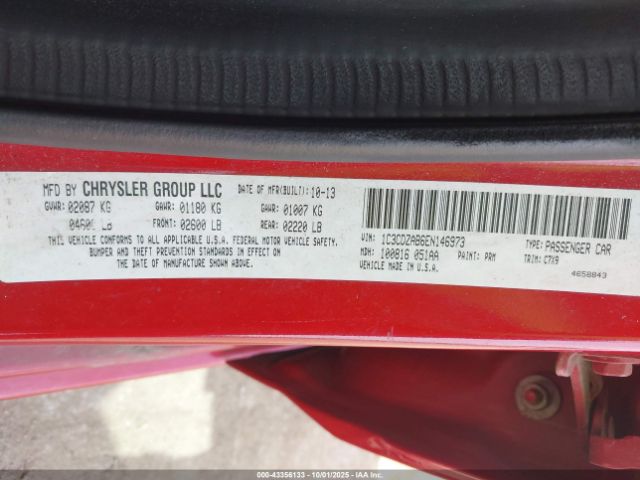 MFD BY CHRYSLER GROUP LLC
DATE OF MFR(BUILT): 10-13
GVWR: 02087 KG GAWR: 01180 KG GAWR: 01007 KG
LB FRONT: 02600 LB REAR: 02220 LB
THIS VEHICLE CONFORMS TO ALL APPLICABLE U.S.A. FEDERAL MOTOR VEHICLE SAFETY,
BUMPER AND THEFT PREVENTION STANDARDS IN EFFECT ON
THE DATE OF MANUFACTURE SHOWN ABOVE.
VIN: 1C3CDZAB6EN146973 TYPE: PASSENGER CAR
MDH: 100816 051AA PAINT: PRM TRIM: C7X9
VEHICLE MADE IN U.S.A. 4658843
000-43356133 - 10/01/2025 - IAA, Inc.